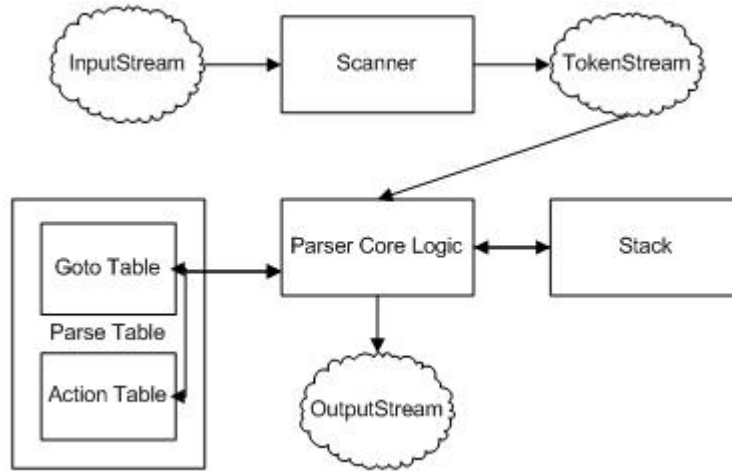 InputStream
Scanner
TokenStream
Goto Table
Parser Core Logic
Stack
Parse Table
Action Table
OutputStream